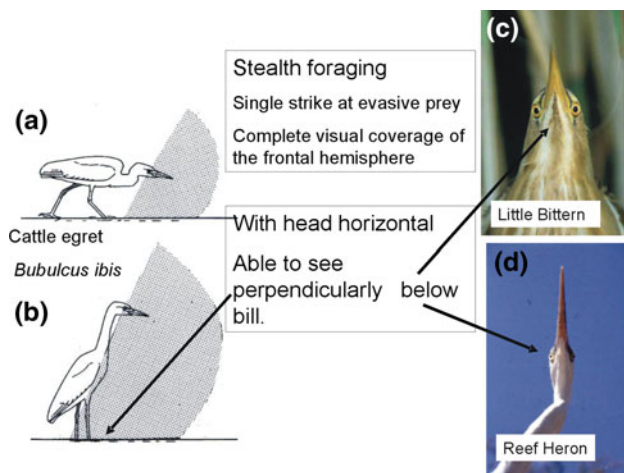 (a)
Cattle egret
Bubulcus ibis
(b)
Stealth foraging
Single strike at evasive prey
Complete visual coverage of
the frontal hemisphere
With head horizontal
Able to see
perpendicularly below
bill.
(c)
Little Bittern
(d)
Reef Heron